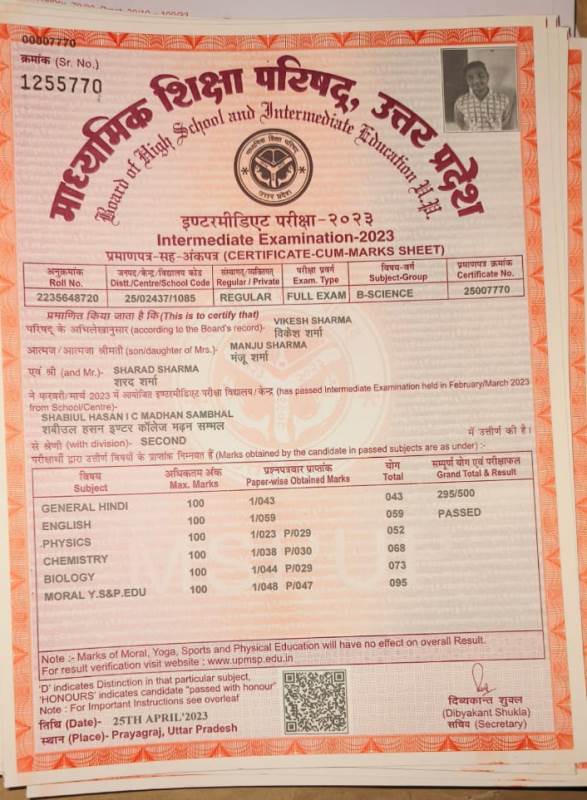 00007770
क्रमांक (Sr. No.)
1255770
माध्यमिक शिक्षा परिषद्, उत्तर प्रदेश
Board of High School and Intermediate Education U.P.
माध्यमिक शिक्षा परिषद्
उत्तर प्रदेश
इण्टरमीडिएट परीक्षा-२०२३
Intermediate Examination-2023
प्रमाणपत्र-सह-अंकपत्र (CERTIFICATE-CUM-MARKS SHEET)
अनुक्रमांक जनपद/केन्द्र/विद्यालय कोड संस्थागत/व्यक्तिगत परीक्षा प्रवर्ग विषय-वर्ग प्रमाणपत्र क्रमांक
Roll No. Distt./Centre/School Code Regular / Private Exam. Type Subject-Group Certificate No.
2235648720 25/02437/1085 REGULAR FULL EXAM B-SCIENCE 25007770
प्रमाणित किया जाता है कि(This is to certify that) VIKESH SHARMA
परिषद् के अभिलेखानुसार (according to the Board's record)- विकेश शर्मा
आत्मज/आत्मजा श्रीमती (son/daughter of Mrs.)- MANJU SHARMA
मंजू शर्मा
एवं श्री (and Mr.)- SHARAD SHARMA
शरद शर्मा
ने फरवरी/मार्च 2023 में आयोजित इण्टरमीडिएट परीक्षा विद्यालय/केन्द्र (has passed Intermediate Examination held in February/March 2023
from School/Centre)-
SHABIUL HASAN I C MADHAN SAMBHAL
शबीउल हसन इण्टर कॉलेज मढ़न सम्भल में उत्तीर्ण की है।
से श्रेणी (with division)- SECOND
परीक्षार्थी द्वारा उत्तीर्ण विषयों के प्राप्तांक निम्नवत हैं (Marks obtained by the candidate in passed subjects are as under) :-
विषय अधिकतम अंक प्रश्नपत्रवार प्राप्तांक योग सम्पूर्ण योग एवं परीक्षाफल
Subject Max. Marks Paper-wise Obtained Marks Total Grand Total & Result
GENERAL HINDI 100 1/043 043 295/500
ENGLISH 100 1/059 059 PASSED
PHYSICS 100 1/023 P/029 052
CHEMISTRY 100 1/038 P/030 068
BIOLOGY 100 1/044 P/029 073
MORAL Y.S&P.EDU 100 1/048 P/047 095
Note :- Marks of Moral, Yoga, Sports and Physical Education will have no effect on overall Result.
For result verification visit website : www.upmsp.edu.in
'D' indicates Distinction in that particular subject,
'HONOURS' indicates candidate "passed with honour"
Note : For Important Instructions see overleaf
तिथि (Date)- 25TH APRIL'2023
स्थान (Place)- Prayagraj, Uttar Pradesh
दिव्यकान्त शुक्ल
(Dibyakant Shukla)
सचिव (Secretary)